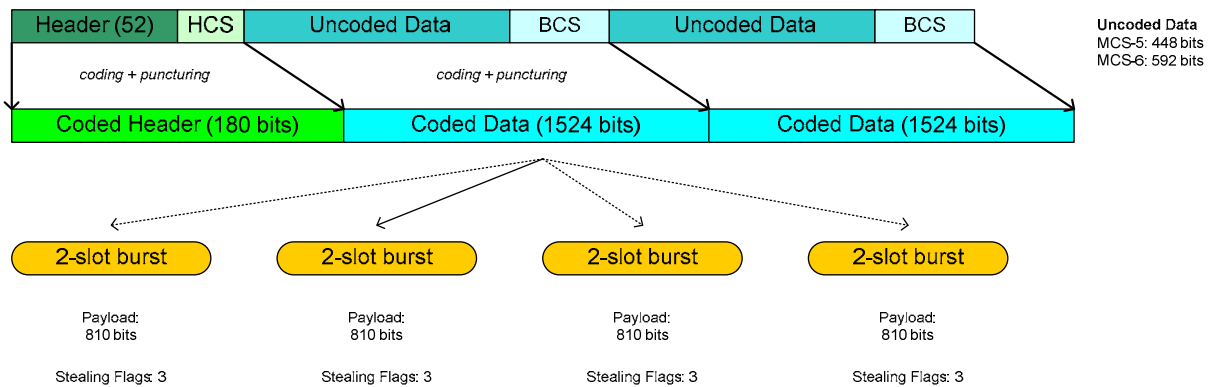 Header (52) HCS Uncoded Data BCS Uncoded Data BCS
Uncoded Data
MCS-5: 448 bits
MCS-6: 592 bits
coding + puncturing coding + puncturing
Coded Header (180 bits) Coded Data (1524 bits) Coded Data (1524 bits)
2-slot burst 2-slot burst 2-slot burst 2-slot burst
Payload: Payload: Payload: Payload:
810 bits 810 bits 810 bits 810 bits
Stealing Flags: 3 Stealing Flags: 3 Stealing Flags: 3 Stealing Flags: 3